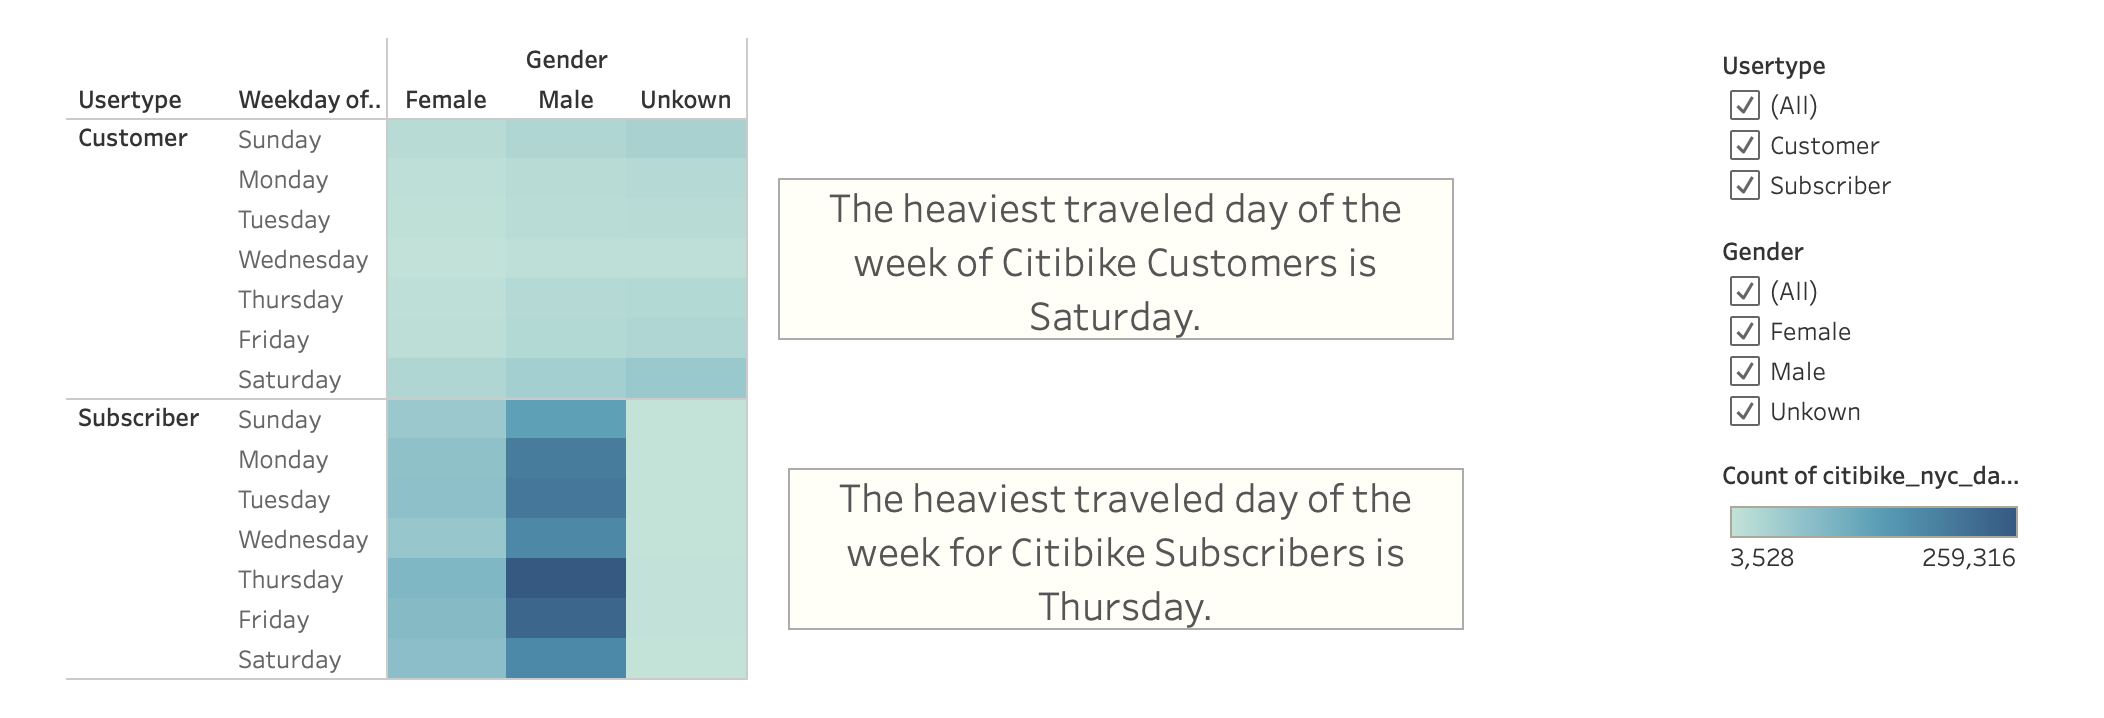 Gender
Usertype Weekday of.. Female Male Unkown
Customer Sunday
Monday
Tuesday
Wednesday
Thursday
Friday
Saturday
Subscriber Sunday
Monday
Tuesday
Wednesday
Thursday
Friday
Saturday
The heaviest traveled day of the
week of Citibike Customers is
Saturday.
The heaviest traveled day of the
week for Citibike Subscribers is
Thursday.
Usertype
(All)
Customer
Subscriber
Gender
(All)
Female
Male
Unkown
Count of citibike_nyc_da...
3,528 259,316